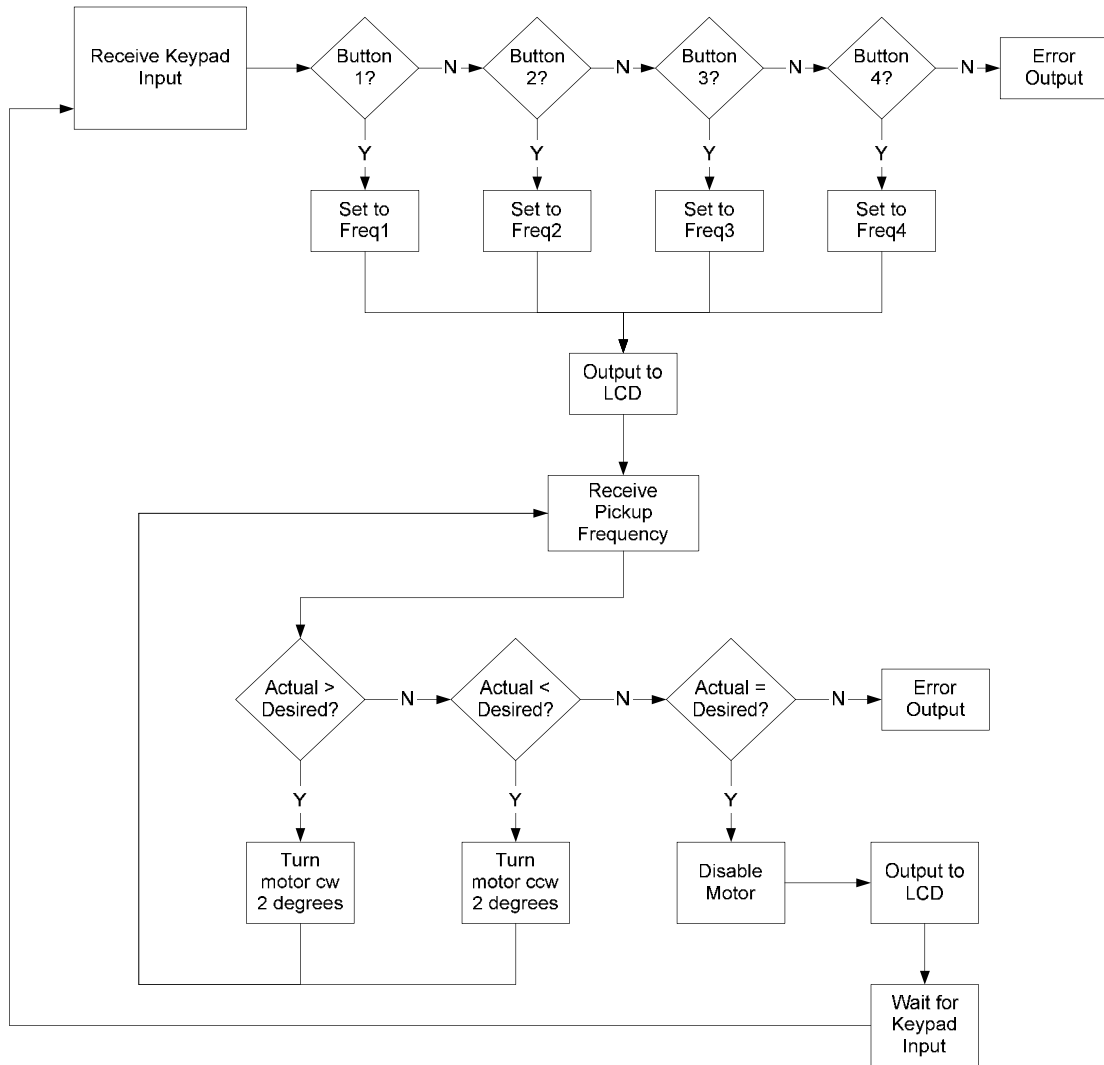 Receive Keypad
Input
Button
1?
N
Button
2?
N
Button
3?
N
Button
4?
N
Error
Output
Y
Y
Y
Y
Set to
Freq1
Set to
Freq2
Set to
Freq3
Set to
Freq4
Output to
LCD
Receive
Pickup
Frequency
Actual >
Desired?
N
Actual <
Desired?
N
Actual =
Desired?
N
Error
Output
Y
Y
Y
Turn
motor cw
2 degrees
Turn
motor ccw
2 degrees
Disable
Motor
Output to
LCD
Wait for
Keypad
Input